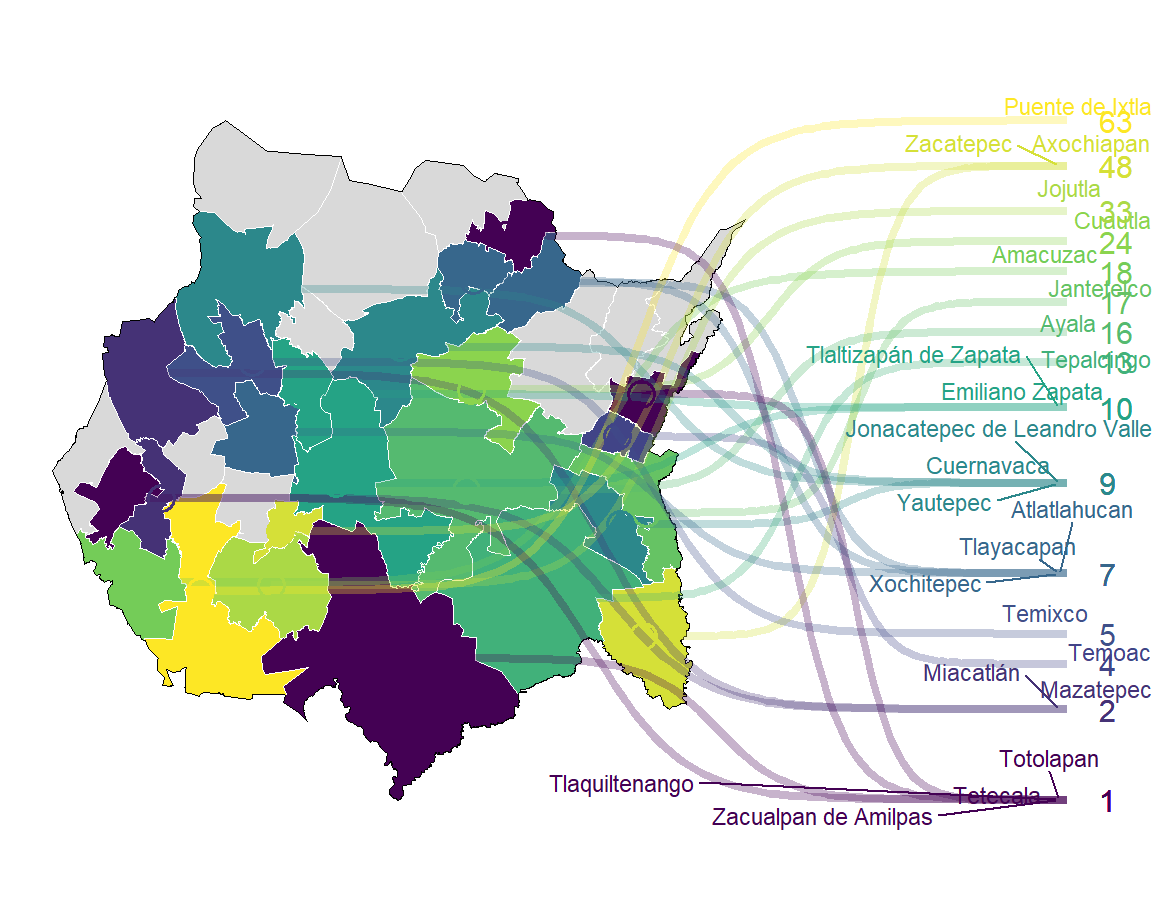 Puente de Ixtla
63
Zacatepec
Axochiapan
48
Jojutla
33
Cuautla
24
Amacuzac
18
Jantetelco
17
Ayala
16
Tlaltizapán de Zapata
Tepalcingo
13
Emiliano Zapata
10
Jonacatepec de Leandro Valle
Cuernavaca
9
Yautepec
Atlatlahucan
Tlayacapan
7
Xochitepec
Temixco
5
Temoac
4
Miacatlán
Mazatepec
2
Totolapan
Tlaquiltenango
Tetecala
1
Zacualpan de Amilpas